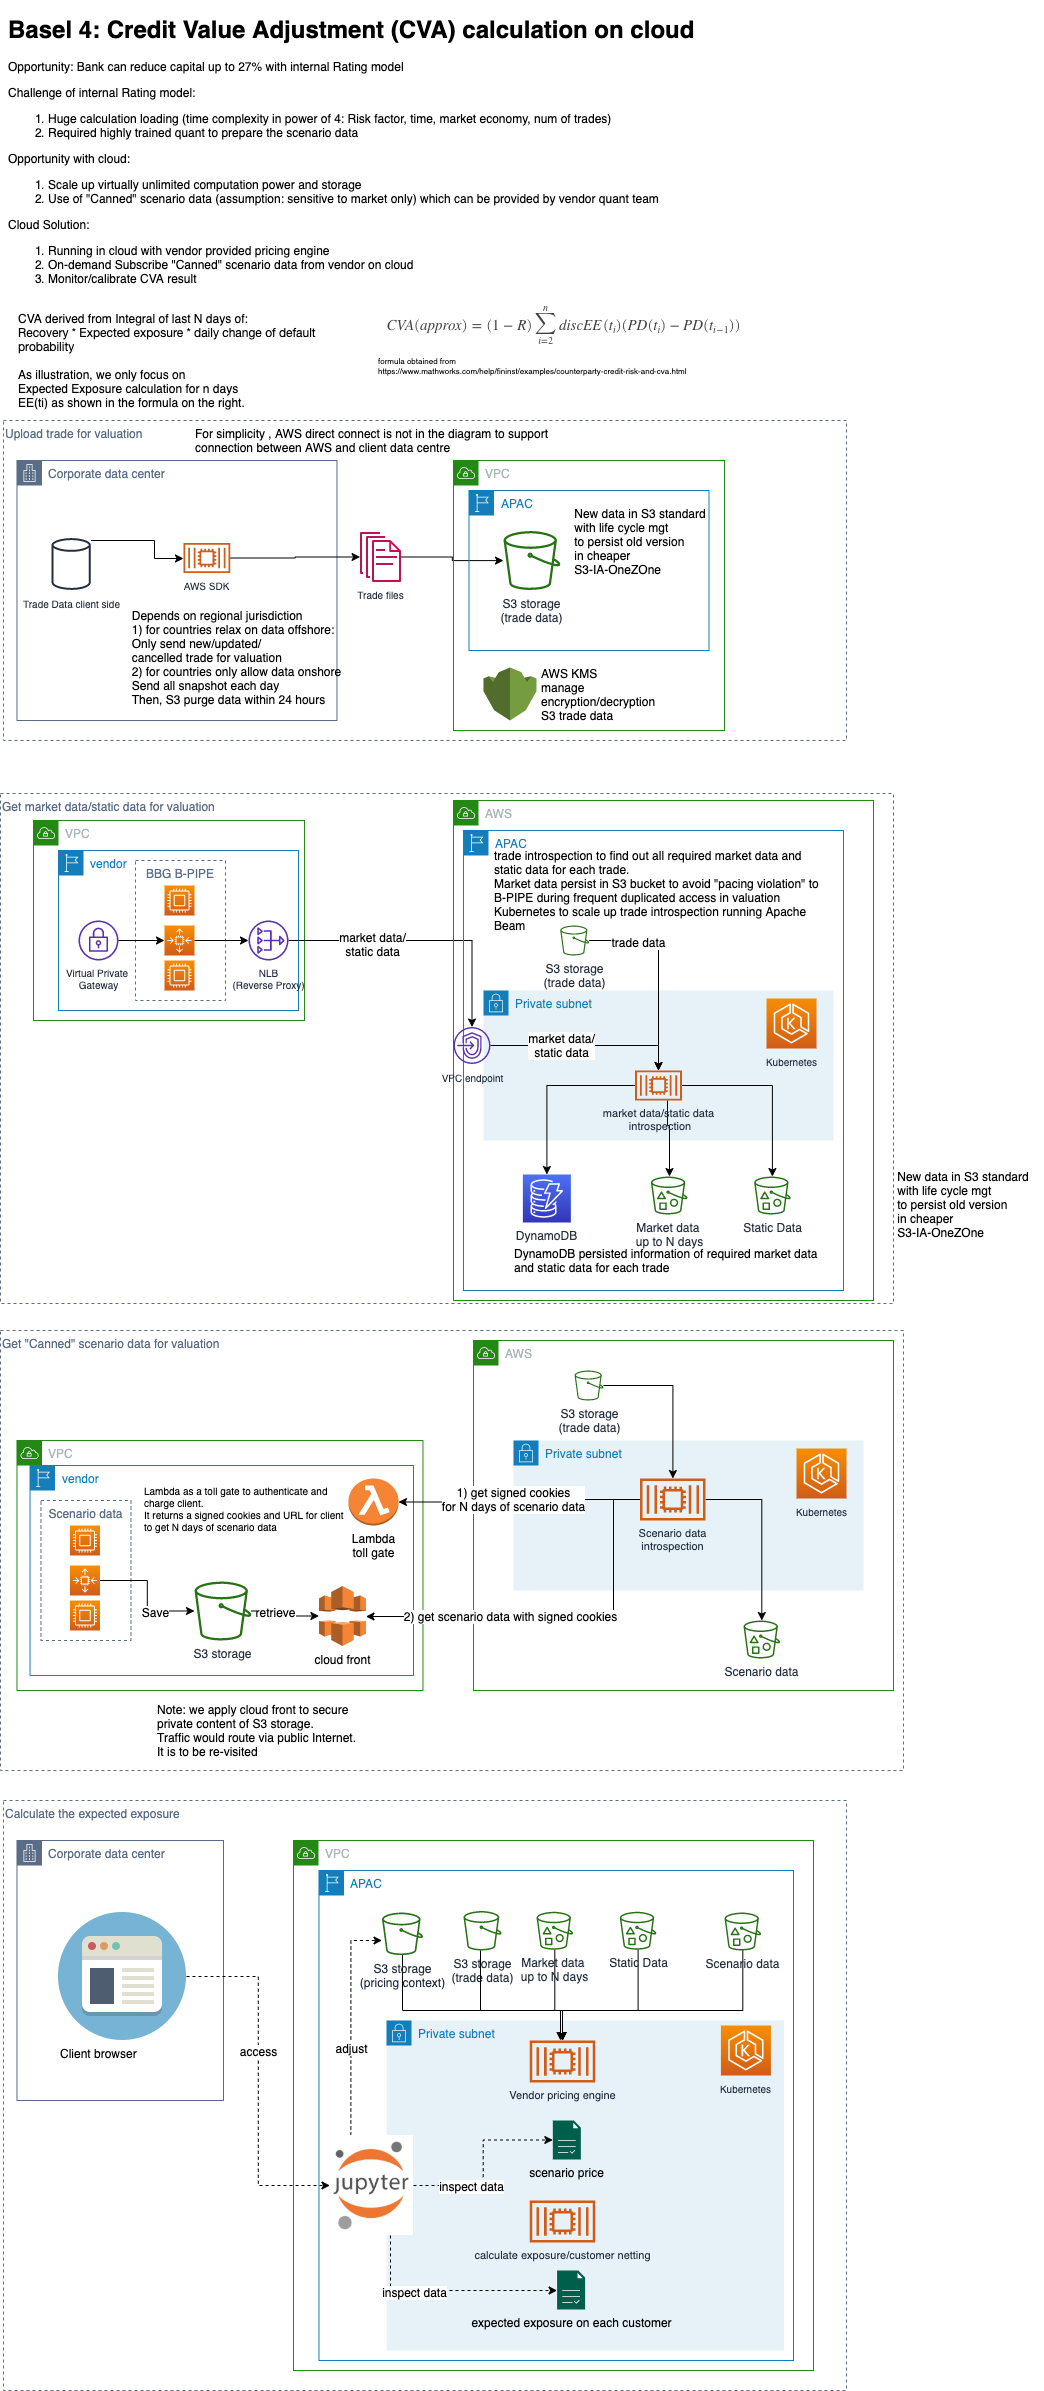 Basel 4: Credit Value Adjustment (CVA) calculation on cloud
Opportunity: Bank can reduce capital up to 27% with internal Rating model
Challenge of internal Rating model:
1. Huge calculation loading (time complexity in power of 4: Risk factor, time, market economy, num of trades)
2. Required highly trained quant to prepare the scenario data
Opportunity with cloud:
1. Scale up virtually unlimited computation power and storage
2. Use of "Canned" scenario data (assumption: sensitive to market only) which can be provided by vendor quant team
Cloud Solution:
1. Running in cloud with vendor provided pricing engine
2. On-demand Subscribe "Canned" scenario data from vendor on cloud
3. Monitor/calibrate CVA result
CVA derived from Integral of last N days of:
Recovery * Expected exposure * daily change of default
probability
As illustration, we only focus on
Expected Exposure calculation for n days
EE(ti) as shown in the formula on the right.
CVA(approx) = (1 − R) ∑ i=2 n discEE(t_i)(PD(t_i) − PD(t_{i−1}))
formula obtained from
https://www.mathworks.com/help/fininst/examples/counterparty-credit-risk-and-cva.html
Upload trade for valuation
For simplicity , AWS direct connect is not in the diagram to support
connection between AWS and client data centre
Corporate data center
Trade Data client side
AWS SDK
Depends on regional jurisdiction
1) for countries relax on data offshore:
Only send new/updated/
cancelled trade for valuation
2) for countries only allow data onshore
Send all snapshot each day
Then, S3 purge data within 24 hours
Trade files
VPC
APAC
New data in S3 standard
with life cycle mgt
to persist old version
in cheaper
S3-IA-OneZOne
S3 storage
(trade data)
AWS KMS
manage
encryption/decryption
S3 trade data
Get market data/static data for valuation
VPC
vendor
BBG B-PIPE
Virtual Private
Gateway
NLB
(Reverse Proxy)
market data/
static data
AWS
APAC
trade introspection to find out all required market data and
static data for each trade.
Market data persist in S3 bucket to avoid "pacing violation" to
B-PIPE during frequent duplicated access in valuation
Kubernetes to scale up trade introspection running Apache
Beam
trade data
S3 storage
(trade data)
Private subnet
Kubernetes
VPC endpoint
market data/
static data
market data/static data
introspection
DynamoDB
Market data
up to N days
Static Data
DynamoDB persisted information of required market data
and static data for each trade
New data in S3 standard
with life cycle mgt
to persist old version
in cheaper
S3-IA-OneZOne
Get "Canned" scenario data for valuation
AWS
S3 storage
(trade data)
Private subnet
Kubernetes
Scenario data
introspection
Scenario data
VPC
vendor
Scenario data
Lambda as a toll gate to authenticate and
charge client.
It returns a signed cookies and URL for client
to get N days of scenario data
Lambda
toll gate
1) get signed cookies
for N days of scenario data
Save
S3 storage
retrieve
cloud front
2) get scenario data with signed cookies
Note: we apply cloud front to secure
private content of S3 storage.
Traffic would route via public Internet.
It is to be re-visited
Calculate the expected exposure
Corporate data center
Client browser
access
VPC
APAC
S3 storage
(pricing context)
S3 storage
(trade data)
Market data
up to N days
Static Data
Scenario data
adjust
Private subnet
Kubernetes
Vendor pricing engine
scenario price
jupyter
inspect data
calculate exposure/customer netting
inspect data
expected exposure on each customer